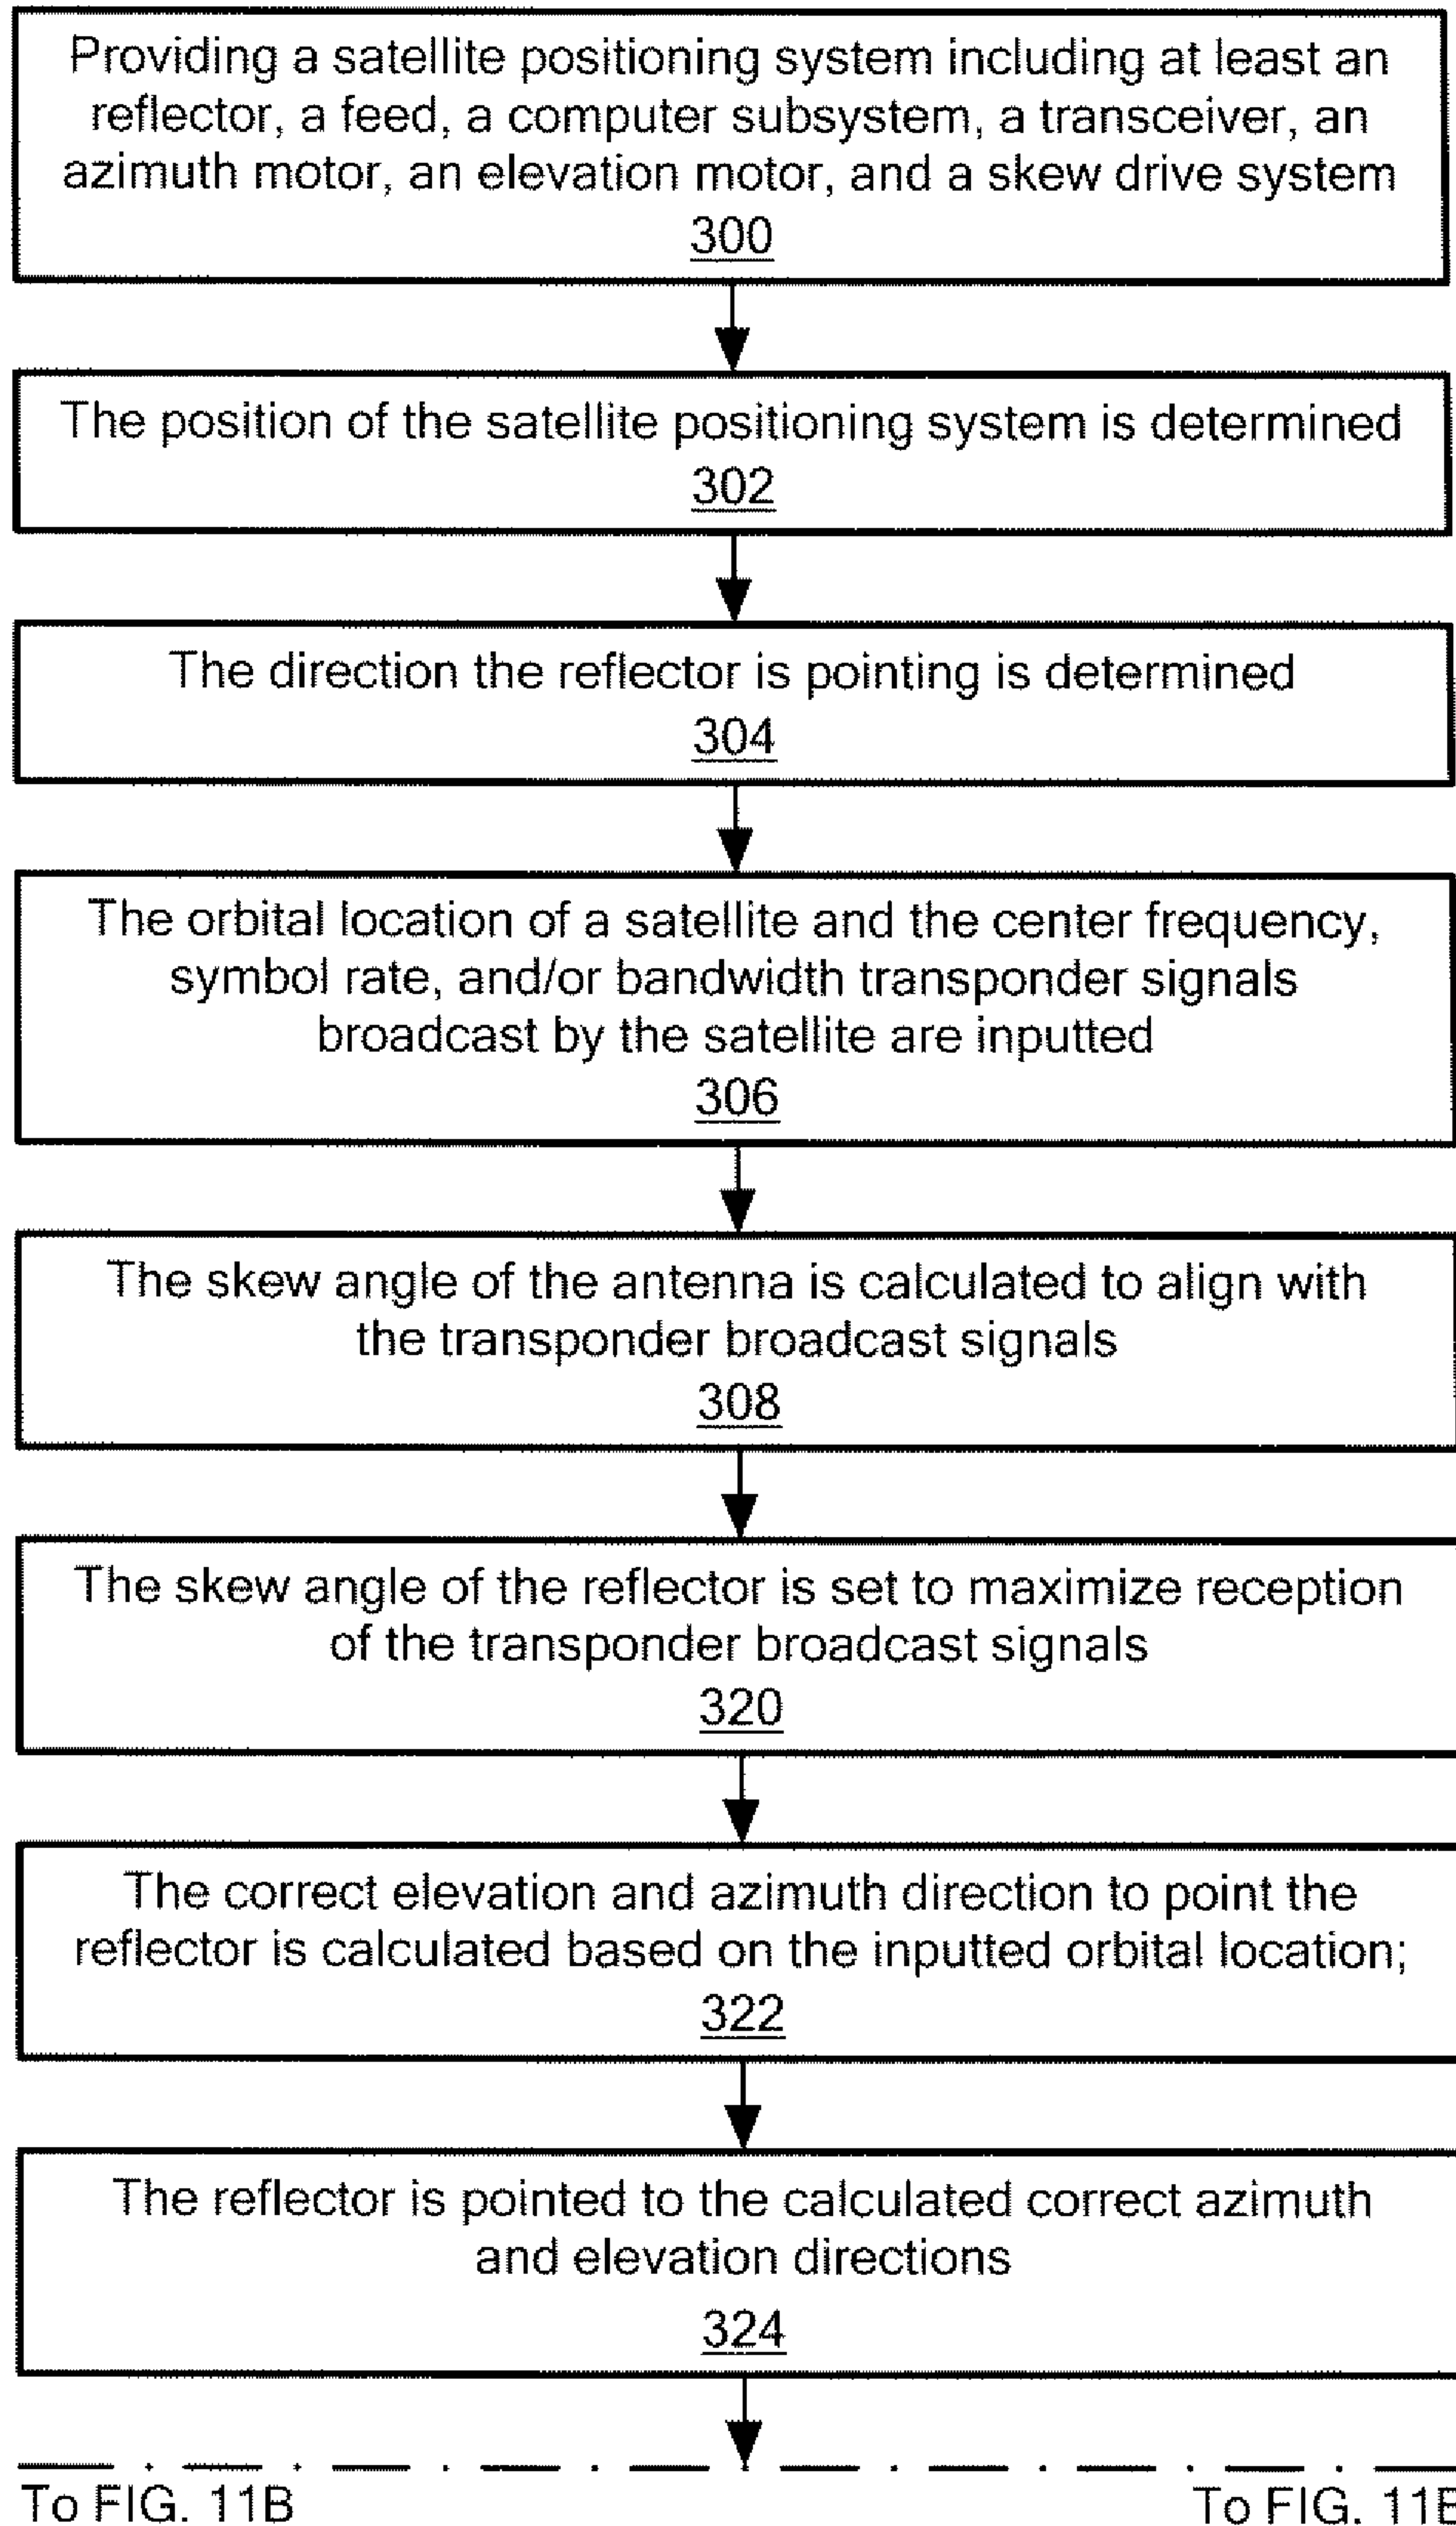 Providing a satellite positioning system including at least an
reflector, a feed, a computer subsystem, a transceiver, an
azimuth motor, an elevation motor, and a skew drive system
300
The position of the satellite positioning system is determined
302
The direction the reflector is pointing is determined
304
The orbital location of a satellite and the center frequency,
symbol rate, and/or bandwidth transponder signals
broadcast by the satellite are inputted
306
The skew angle of the antenna is calculated to align with
the transponder broadcast signals
308
The skew angle of the reflector is set to maximize reception
of the transponder broadcast signals
320
The correct elevation and azimuth direction to point the
reflector is calculated based on the inputted orbital location;
322
The reflector is pointed to the calculated correct azimuth
and elevation directions
324
To FIG. 11B
To FIG. 11B